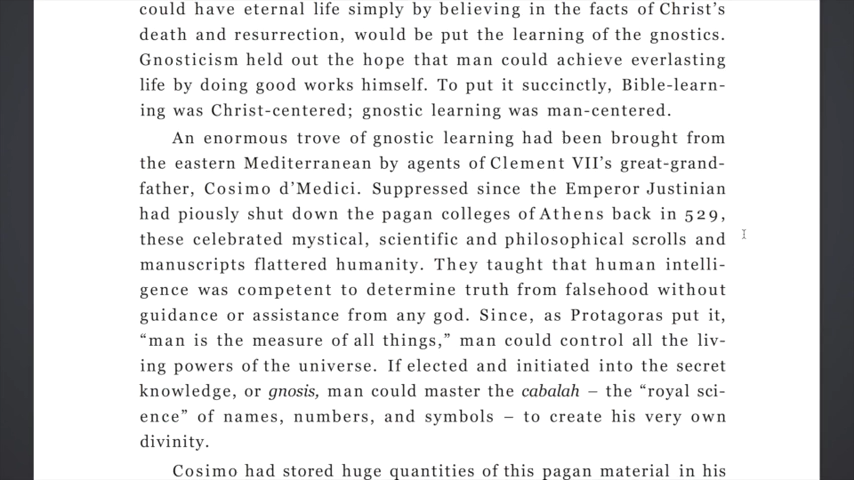 could have eternal life simply by believing in the facts of Christ’s
death and resurrection, would be put the learning of the gnostics.
Gnosticism held out the hope that man could achieve everlasting
life by doing good works himself. To put it succinctly, Bible-learn-
ing was Christ-centered; gnostic learning was man-centered.
An enormous trove of gnostic learning had been brought from
the eastern Mediterranean by agents of Clement VII’s great-grand-
father, Cosimo d’Medici. Suppressed since the Emperor Justinian
had piously shut down the pagan colleges of Athens back in 529,
these celebrated mystical, scientific and philosophical scrolls and
manuscripts flattered humanity. They taught that human intelli-
gence was competent to determine truth from falsehood without
guidance or assistance from any god. Since, as Protagoras put it,
“man is the measure of all things,” man could control all the liv-
ing powers of the universe. If elected and initiated into the secret
knowledge, or gnosis, man could master the cabalah – the “royal sci-
ence” of names, numbers, and symbols – to create his very own
divinity.
Cosimo had stored huge quantities of this pagan material in his